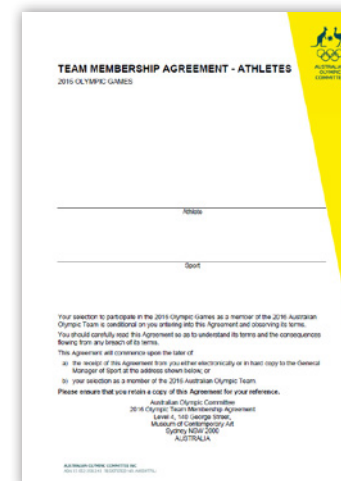 AUSTRALIAN
OLYMPIC
COMMITTEE
TEAM MEMBERSHIP AGREEMENT - ATHLETES
2016 OLYMPIC GAMES
Athlete
Sport
Your selection to participate in the 2016 Olympic Games as a member of the 2016 Australian
Olympic Team is conditional on you entering into this Agreement and observing its terms.
You should carefully read this Agreement so as to understand its terms and the consequences
flowing from any breach of its terms.
This Agreement will commence upon the later of
a) the receipt of this Agreement from you either electronically or in hard copy to the General
Manager of Sport at the address shown below; or
b) your selection as a member of the 2016 Australian Olympic Team.
Please ensure that you retain a copy of this Agreement for your reference.
Australian Olympic Committee
2016 Olympic Team Membership Agreement
Level 4, 140 George Street,
Museum of Contemporary Art
Sydney NSW 2000
AUSTRALIA
AUSTRALIAN OLYMPIC COMMITTEE INC